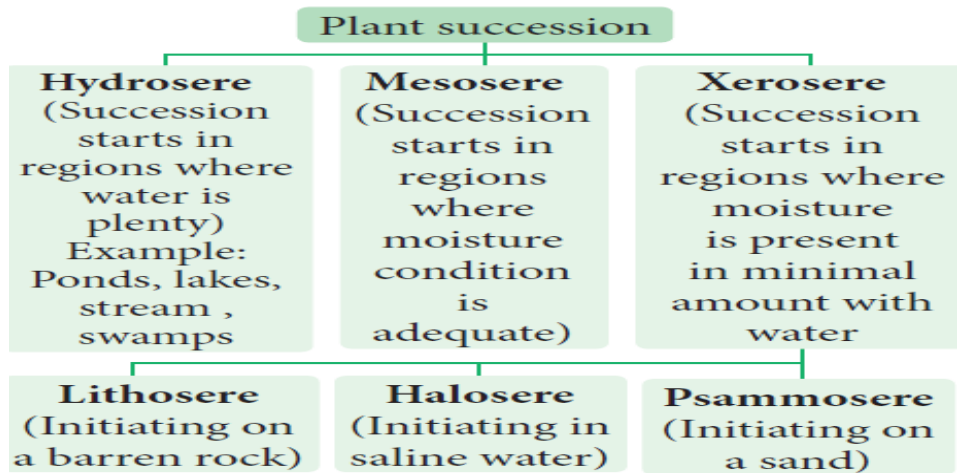 Plant succession
Hydrosere
(Succession
starts in
regions where
water is
plenty)
Example:
Ponds, lakes,
stream ,
swamps
Mesosere
(Succession
starts in
regions
where
moisture
condition
is
adequate)
Xerosere
(Succession
starts in
regions where
moisture
is present
in minimal
amount with
water
Lithosere
(Initiating on
a barren rock)
Halosere
(Initiating in
saline water)
Psammosere
(Initiating on
a sand)